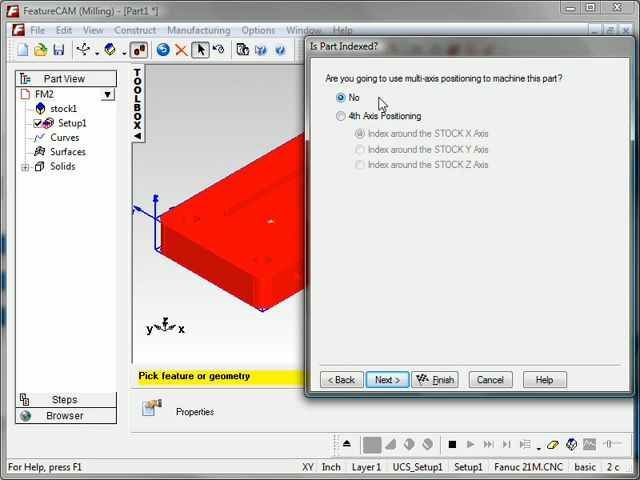 FeatureCAM (Milling) - [Part1 *]
File Edit View Construct Manufacturing Options Window Help
Part View
FM2
stock1
Setup1
Curves
Surfaces
Solids
Steps
Browser
TOOLBOX
z
y
x
Pick feature or geometry
Properties
Is Part Indexed?
Are you going to use multi-axis positioning to machine this part?
No
4th Axis Positioning
Index around the STOCK X Axis
Index around the STOCK Y Axis
Index around the STOCK Z Axis
< Back Next > Finish Cancel Help
For Help, press F1 XY Inch Layer 1 UCS_Setup1 Setup1 Fanuc 21M.CNC basic 2 c